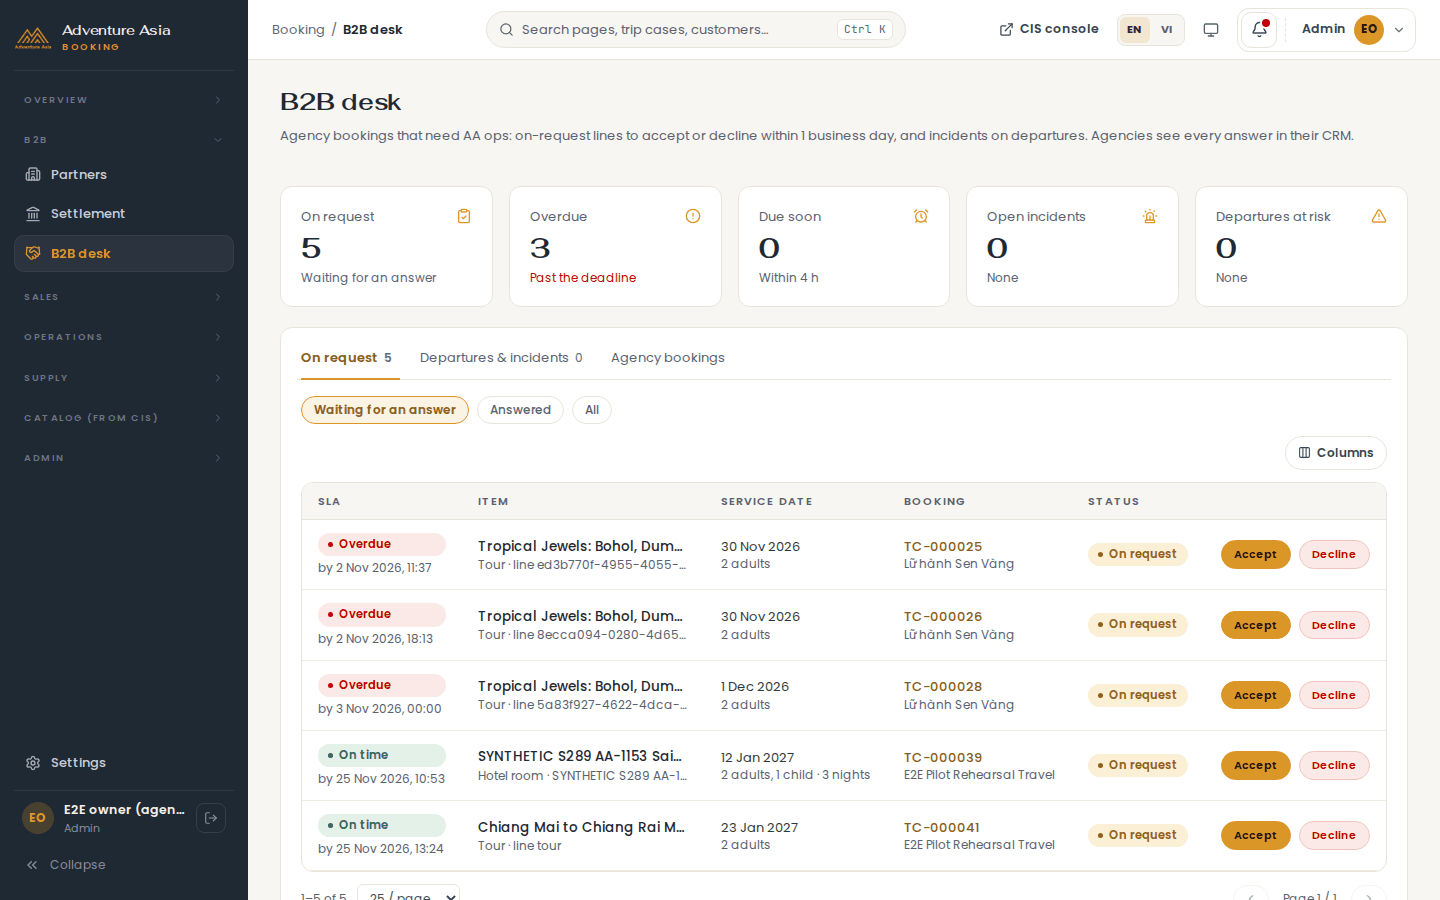 Adventure Asia
BOOKING
Adventure Asia
OVERVIEW
B2B
Partners
Settlement
B2B desk
SALES
OPERATIONS
SUPPLY
CATALOG (FROM CIS)
ADMIN
Settings
EO
E2E owner (agen...
Admin
Collapse
Booking / B2B desk
Search pages, trip cases, customers...
Ctrl K
CIS console
EN
VI
Admin
EO
B2B desk
Agency bookings that need AA ops: on-request lines to accept or decline within 1 business day, and incidents on departures. Agencies see every answer in their CRM.
On request
5
Waiting for an answer
Overdue
3
Past the deadline
Due soon
0
Within 4 h
Open incidents
0
None
Departures at risk
0
None
On request 5
Departures & incidents 0
Agency bookings
Waiting for an answer
Answered
All
Columns
SLA ITEM SERVICE DATE BOOKING STATUS
Overdue
by 2 Nov 2026, 11:37
Tropical Jewels: Bohol, Dum...
Tour · line ed3b770f-4955-4055-...
30 Nov 2026
2 adults
TC-000025
Lữ hành Sen Vàng
On request
Accept
Decline
Overdue
by 2 Nov 2026, 18:13
Tropical Jewels: Bohol, Dum...
Tour · line 8ecca094-0280-4d65...
30 Nov 2026
2 adults
TC-000026
Lữ hành Sen Vàng
On request
Accept
Decline
Overdue
by 3 Nov 2026, 00:00
Tropical Jewels: Bohol, Dum...
Tour · line 5a83f927-4622-4dca-...
1 Dec 2026
2 adults
TC-000028
Lữ hành Sen Vàng
On request
Accept
Decline
On time
by 25 Nov 2026, 10:53
SYNTHETIC S289 AA-1153 Sai...
Hotel room · SYNTHETIC S289 AA-1...
12 Jan 2027
2 adults, 1 child · 3 nights
TC-000039
E2E Pilot Rehearsal Travel
On request
Accept
Decline
On time
by 25 Nov 2026, 13:24
Chiang Mai to Chiang Rai M...
Tour · line tour
23 Jan 2027
2 adults
TC-000041
E2E Pilot Rehearsal Travel
On request
Accept
Decline
1–5 of 5
25 / page
Page 1 / 1